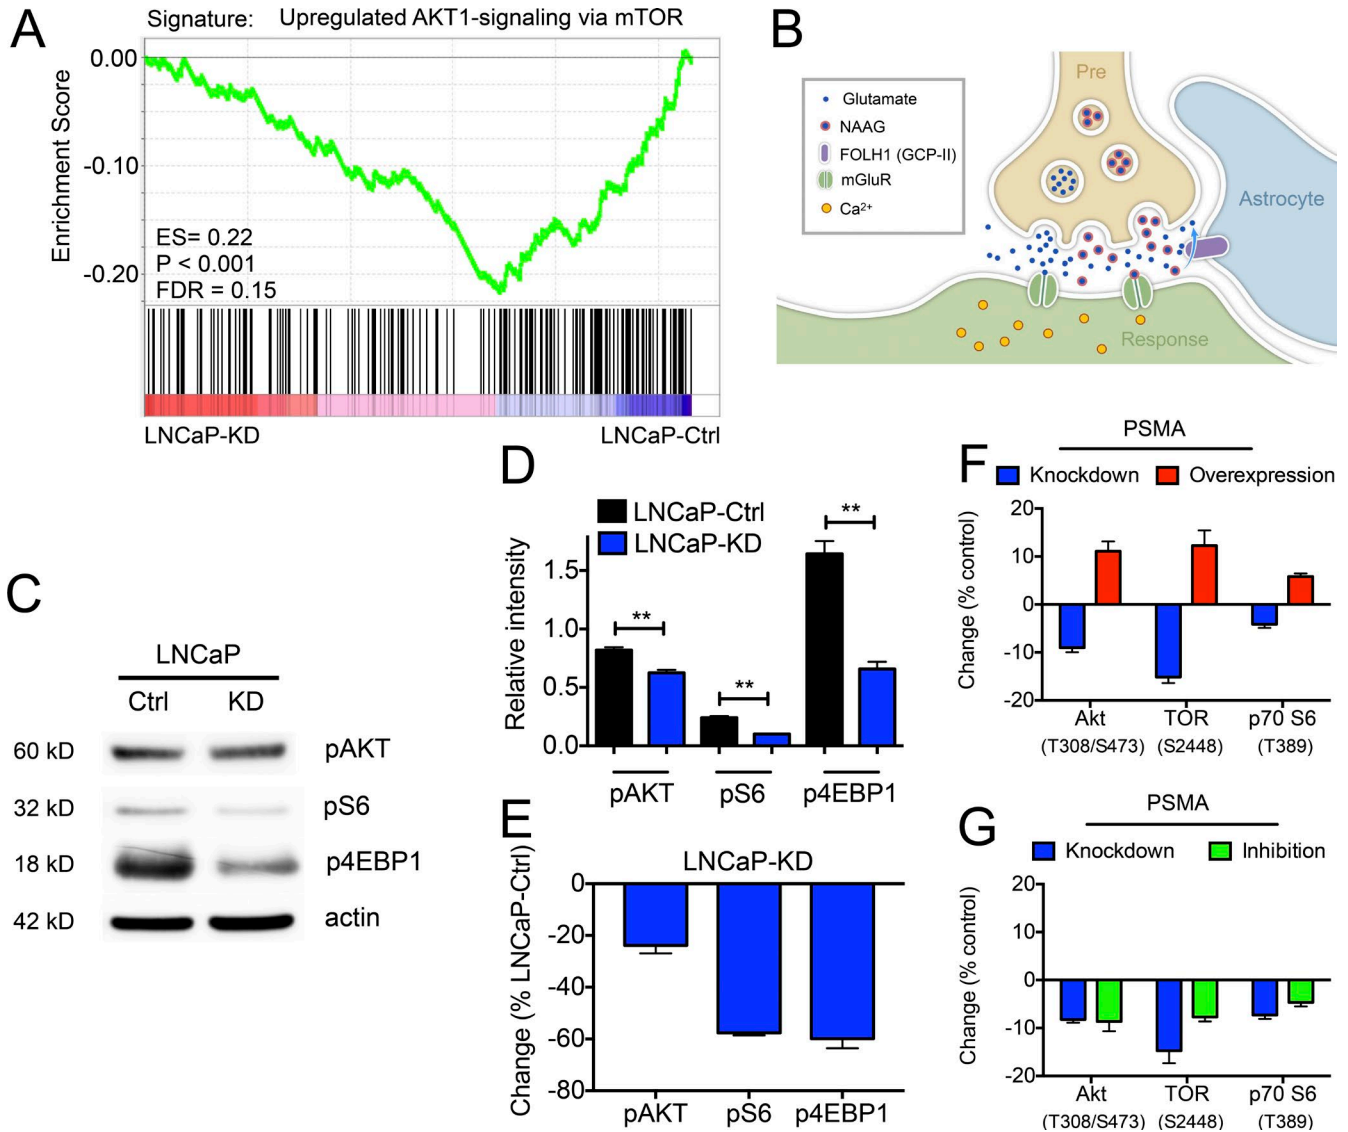 A
Signature: Upregulated AKT1-signaling via mTOR
Enrichment Score
0.00
-0.10
-0.20
ES= 0.22
P < 0.001
FDR = 0.15
LNCaP-KD
LNCaP-Ctrl
B
Glutamate
NAAG
FOLH1 (GCP-II)
mGluR
Ca²⁺
Pre
Astrocyte
Response
C
LNCaP
Ctrl KD
60 kD pAKT
32 kD pS6
18 kD p4EBP1
42 kD actin
D
LNCaP-Ctrl
LNCaP-KD
Relative intensity
1.5
1.0
0.5
0.0
**
**
**
pAKT pS6 p4EBP1
E
LNCaP-KD
Change (% LNCaP-Ctrl)
0
-20
-40
-60
-80
pAKT pS6 p4EBP1
F
PSMA
Knockdown Overexpression
Change (% control)
20
10
0
-10
-20
Akt TOR p70 S6
(T308/S473) (S2448) (T389)
G
PSMA
Knockdown Inhibition
Change (% control)
20
10
0
-10
-20
Akt TOR p70 S6
(T308/S473) (S2448) (T389)